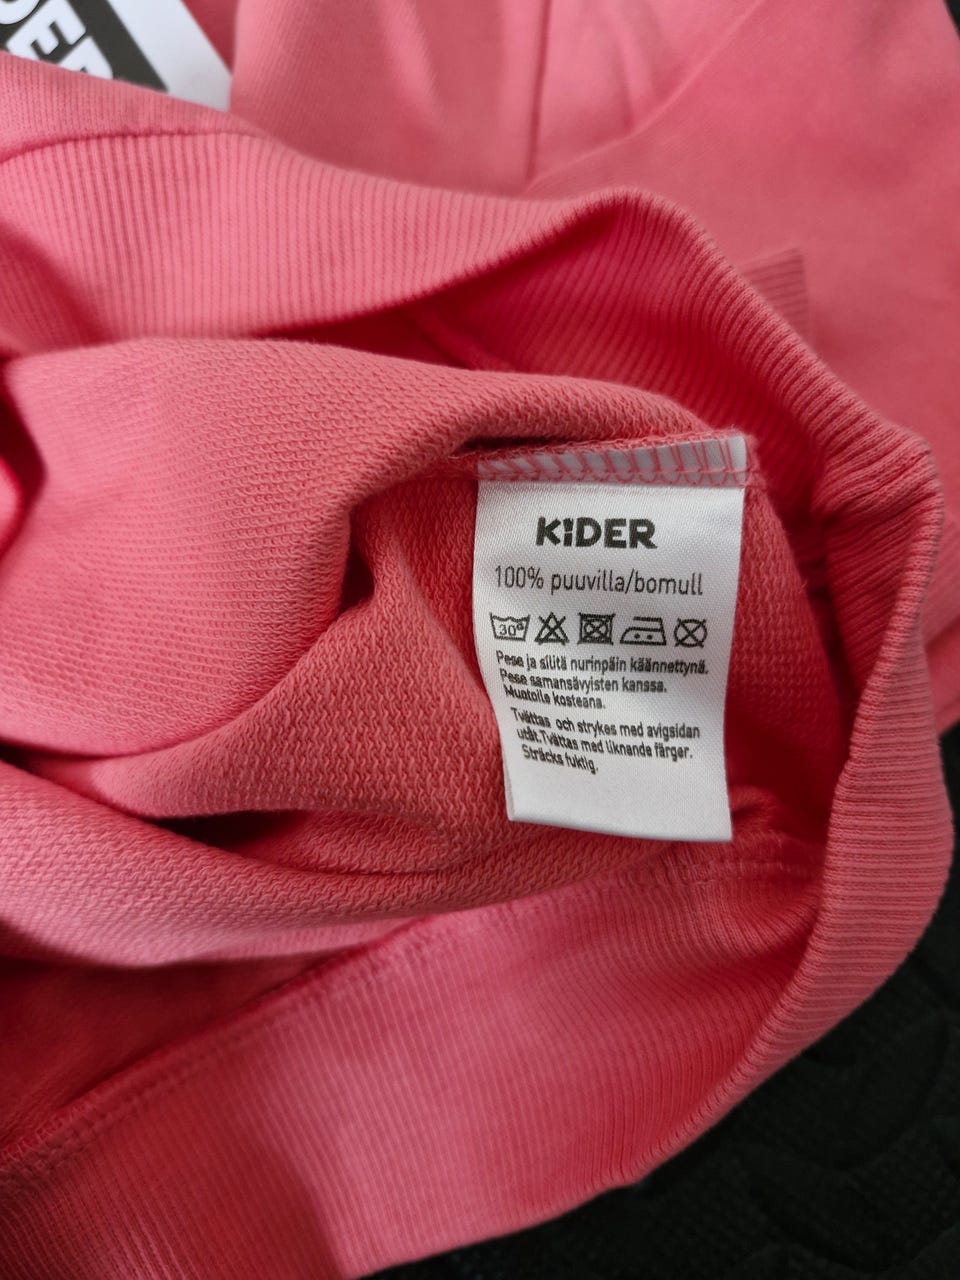 KIDER
100% puuvilla/bomull
30°
Pese ja silitä nurinpäin käännettynä.
Pese samansävyisten kanssa.
Muotoile kosteana.
Tvättas och strykes med avigsidan
utåt.Tvättas med liknande färger.
Sträcks fuktig.